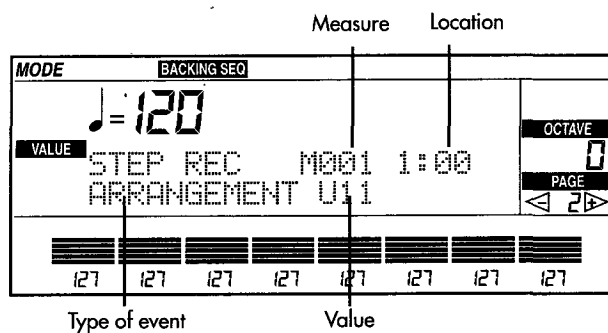 Measure Location
MODE BACKING SEQ
♩=120
OCTAVE
0
VALUE STEP REC M001 1:00
PAGE
2
ARRANGEMENT U11
127 127 127 127 127 127 127 127
Type of event Value